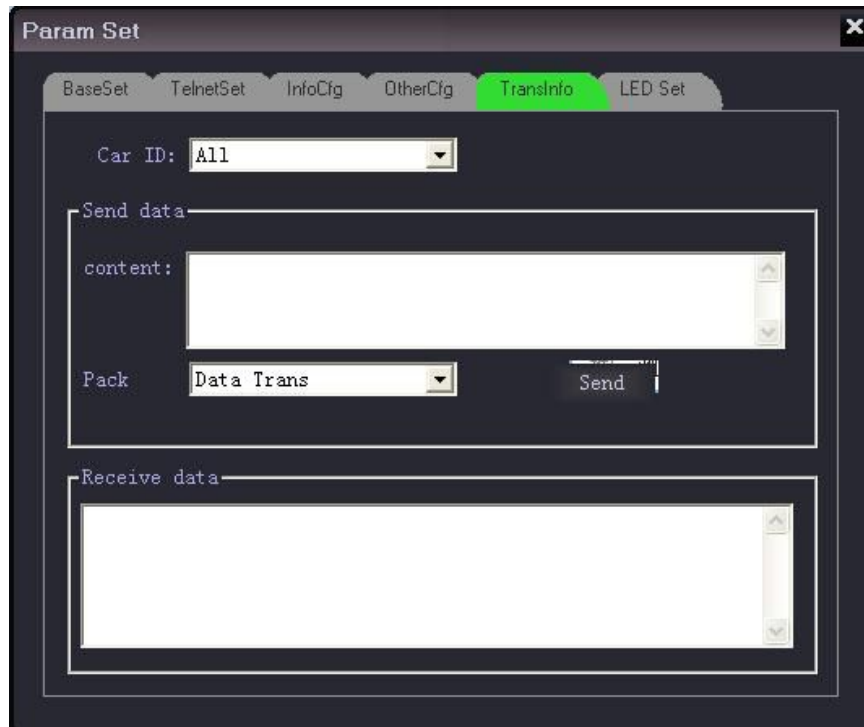 Param Set
BaseSet TelnetSet InfoCfg OtherCfg TransInfo LED Set
Car ID: All
Send data
content:
Pack Data Trans Send
Receive data